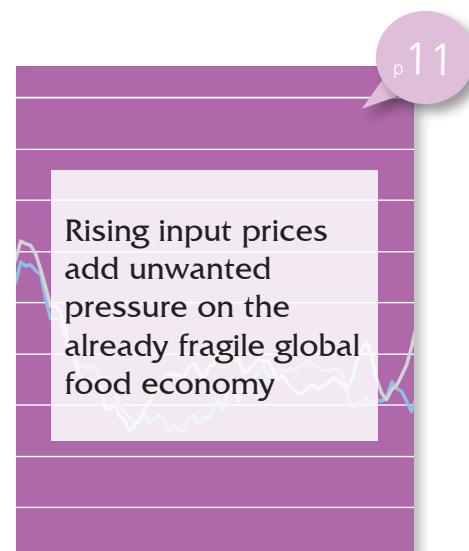 p11
Rising input prices
add unwanted
pressure on the
already fragile global
food economy